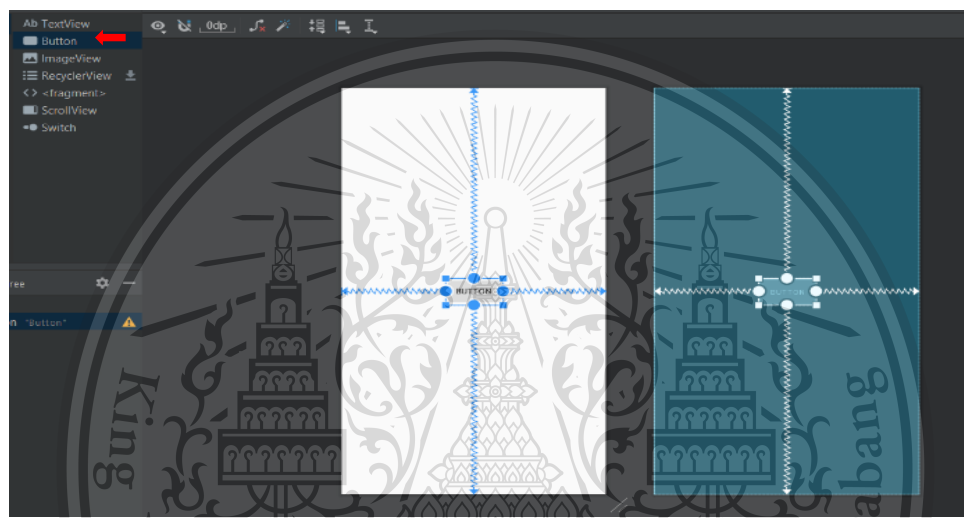 Ab TextView
Button
ImageView
RecyclerView
<> <fragment>
ScrollView
Switch
0dp
BUTTON
BUTTON
ree
n "Button"
King
abang